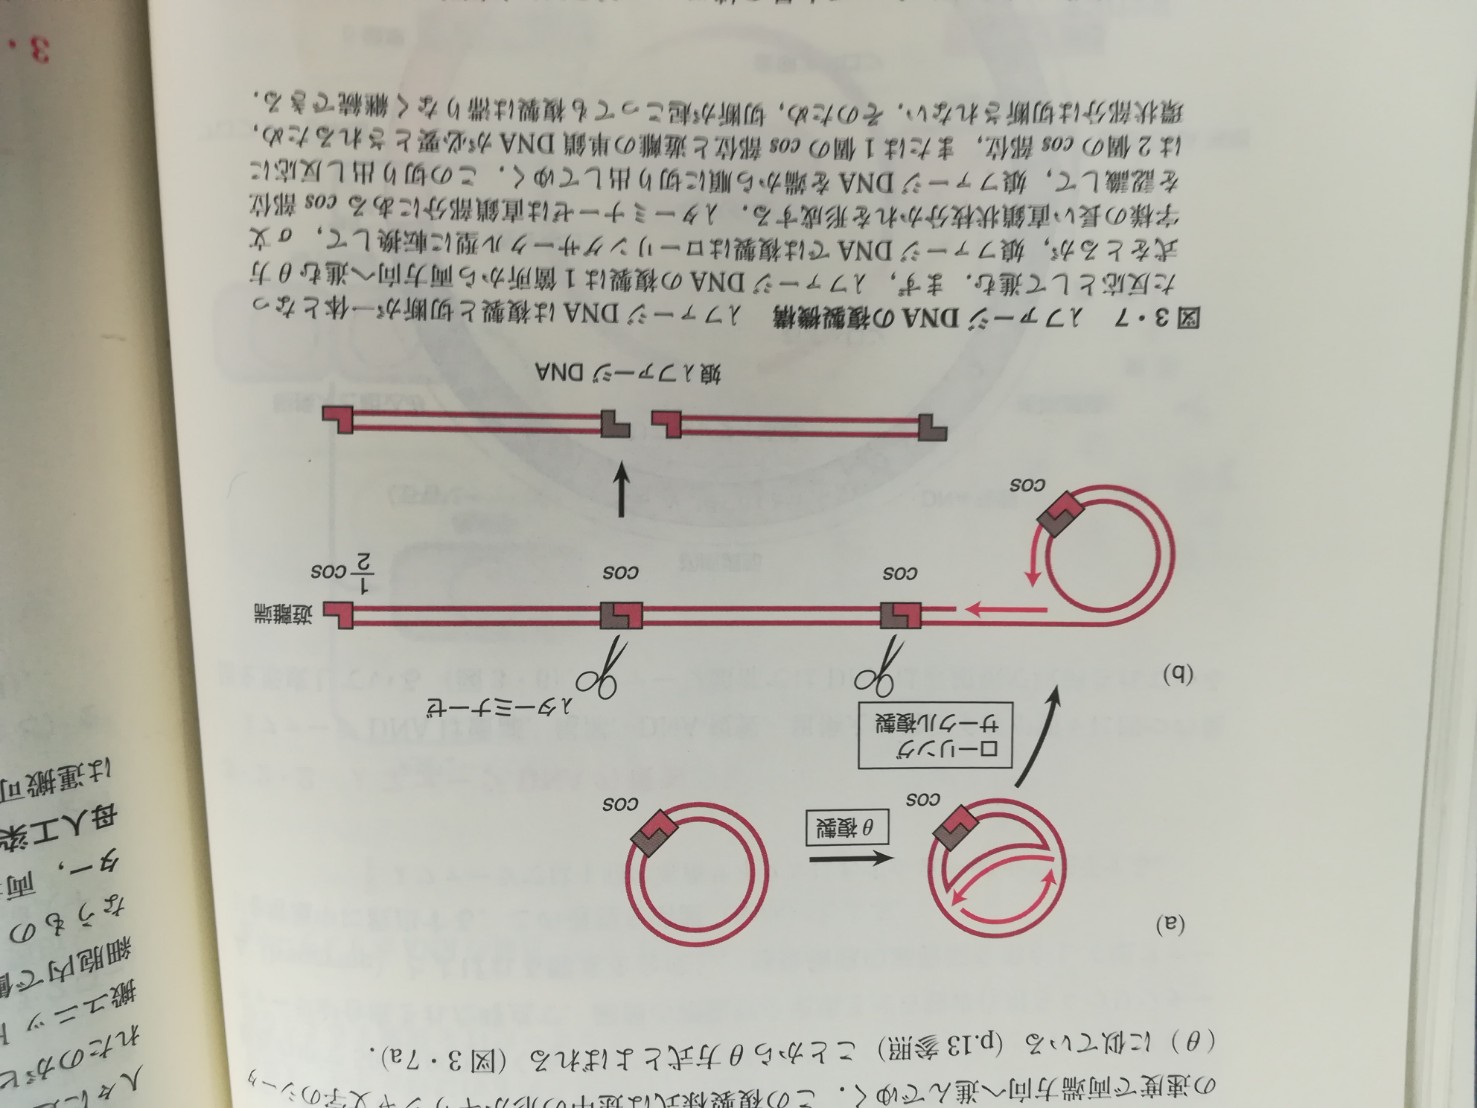 の速度で両端方向へ進んでゆく．この複製様式は途中の形がギリシャ文字のシータ
（θ）に似ている（p.13参照）ことからθ方式とよばれる（図3・7a)．
(a)
θ複製
cos
cos
ローリング
サークル複製
(b)
λターミナーゼ
遊離端
cos
cos
1/2 cos
cos
娘λファージDNA
図3・7　λファージDNAの複製機構　λファージDNAは複製と切断が一体となっ
た反応として進む．まず，λファージDNAの複製は1箇所から両方向へ進むθ方
式をとるが，娘ファージDNAでは複製はローリングサークル型に転換して，σ文
字様の長い直鎖状枝分かれを形成する．λターミナーゼは直鎖部分にあるcos部位
を認識して，娘ファージDNAを端から順に切り出してゆく．この切り出し反応に
は2個のcos部位，または1個のcos部位と遊離の単鎖DNAが必要とされるため，
環状部分は切断されない．そのため，切断が起こっても複製は滞りなく継続できる．
人々に
れたのがヒ
搬ユニット
細胞内で
なうもの
ター，両
母人工染
は運搬可
3・